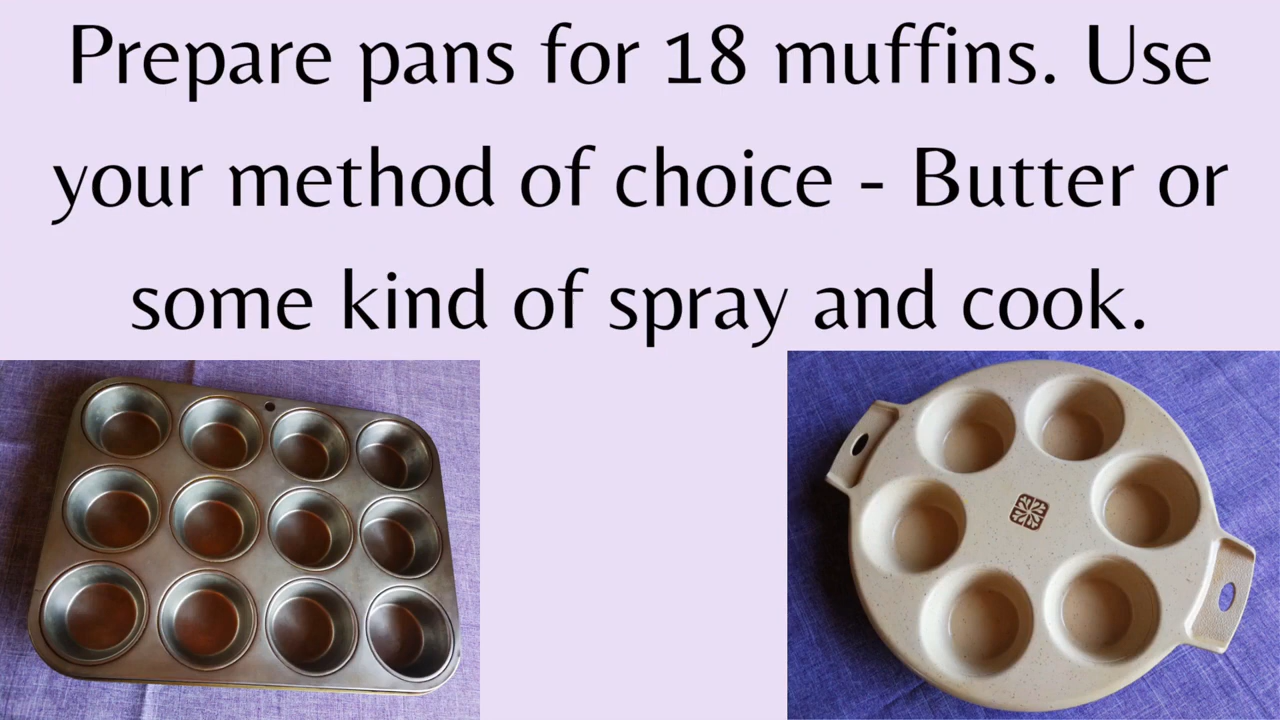 Prepare pans for 18 muffins. Use
your method of choice - Butter or
some kind of spray and cook.